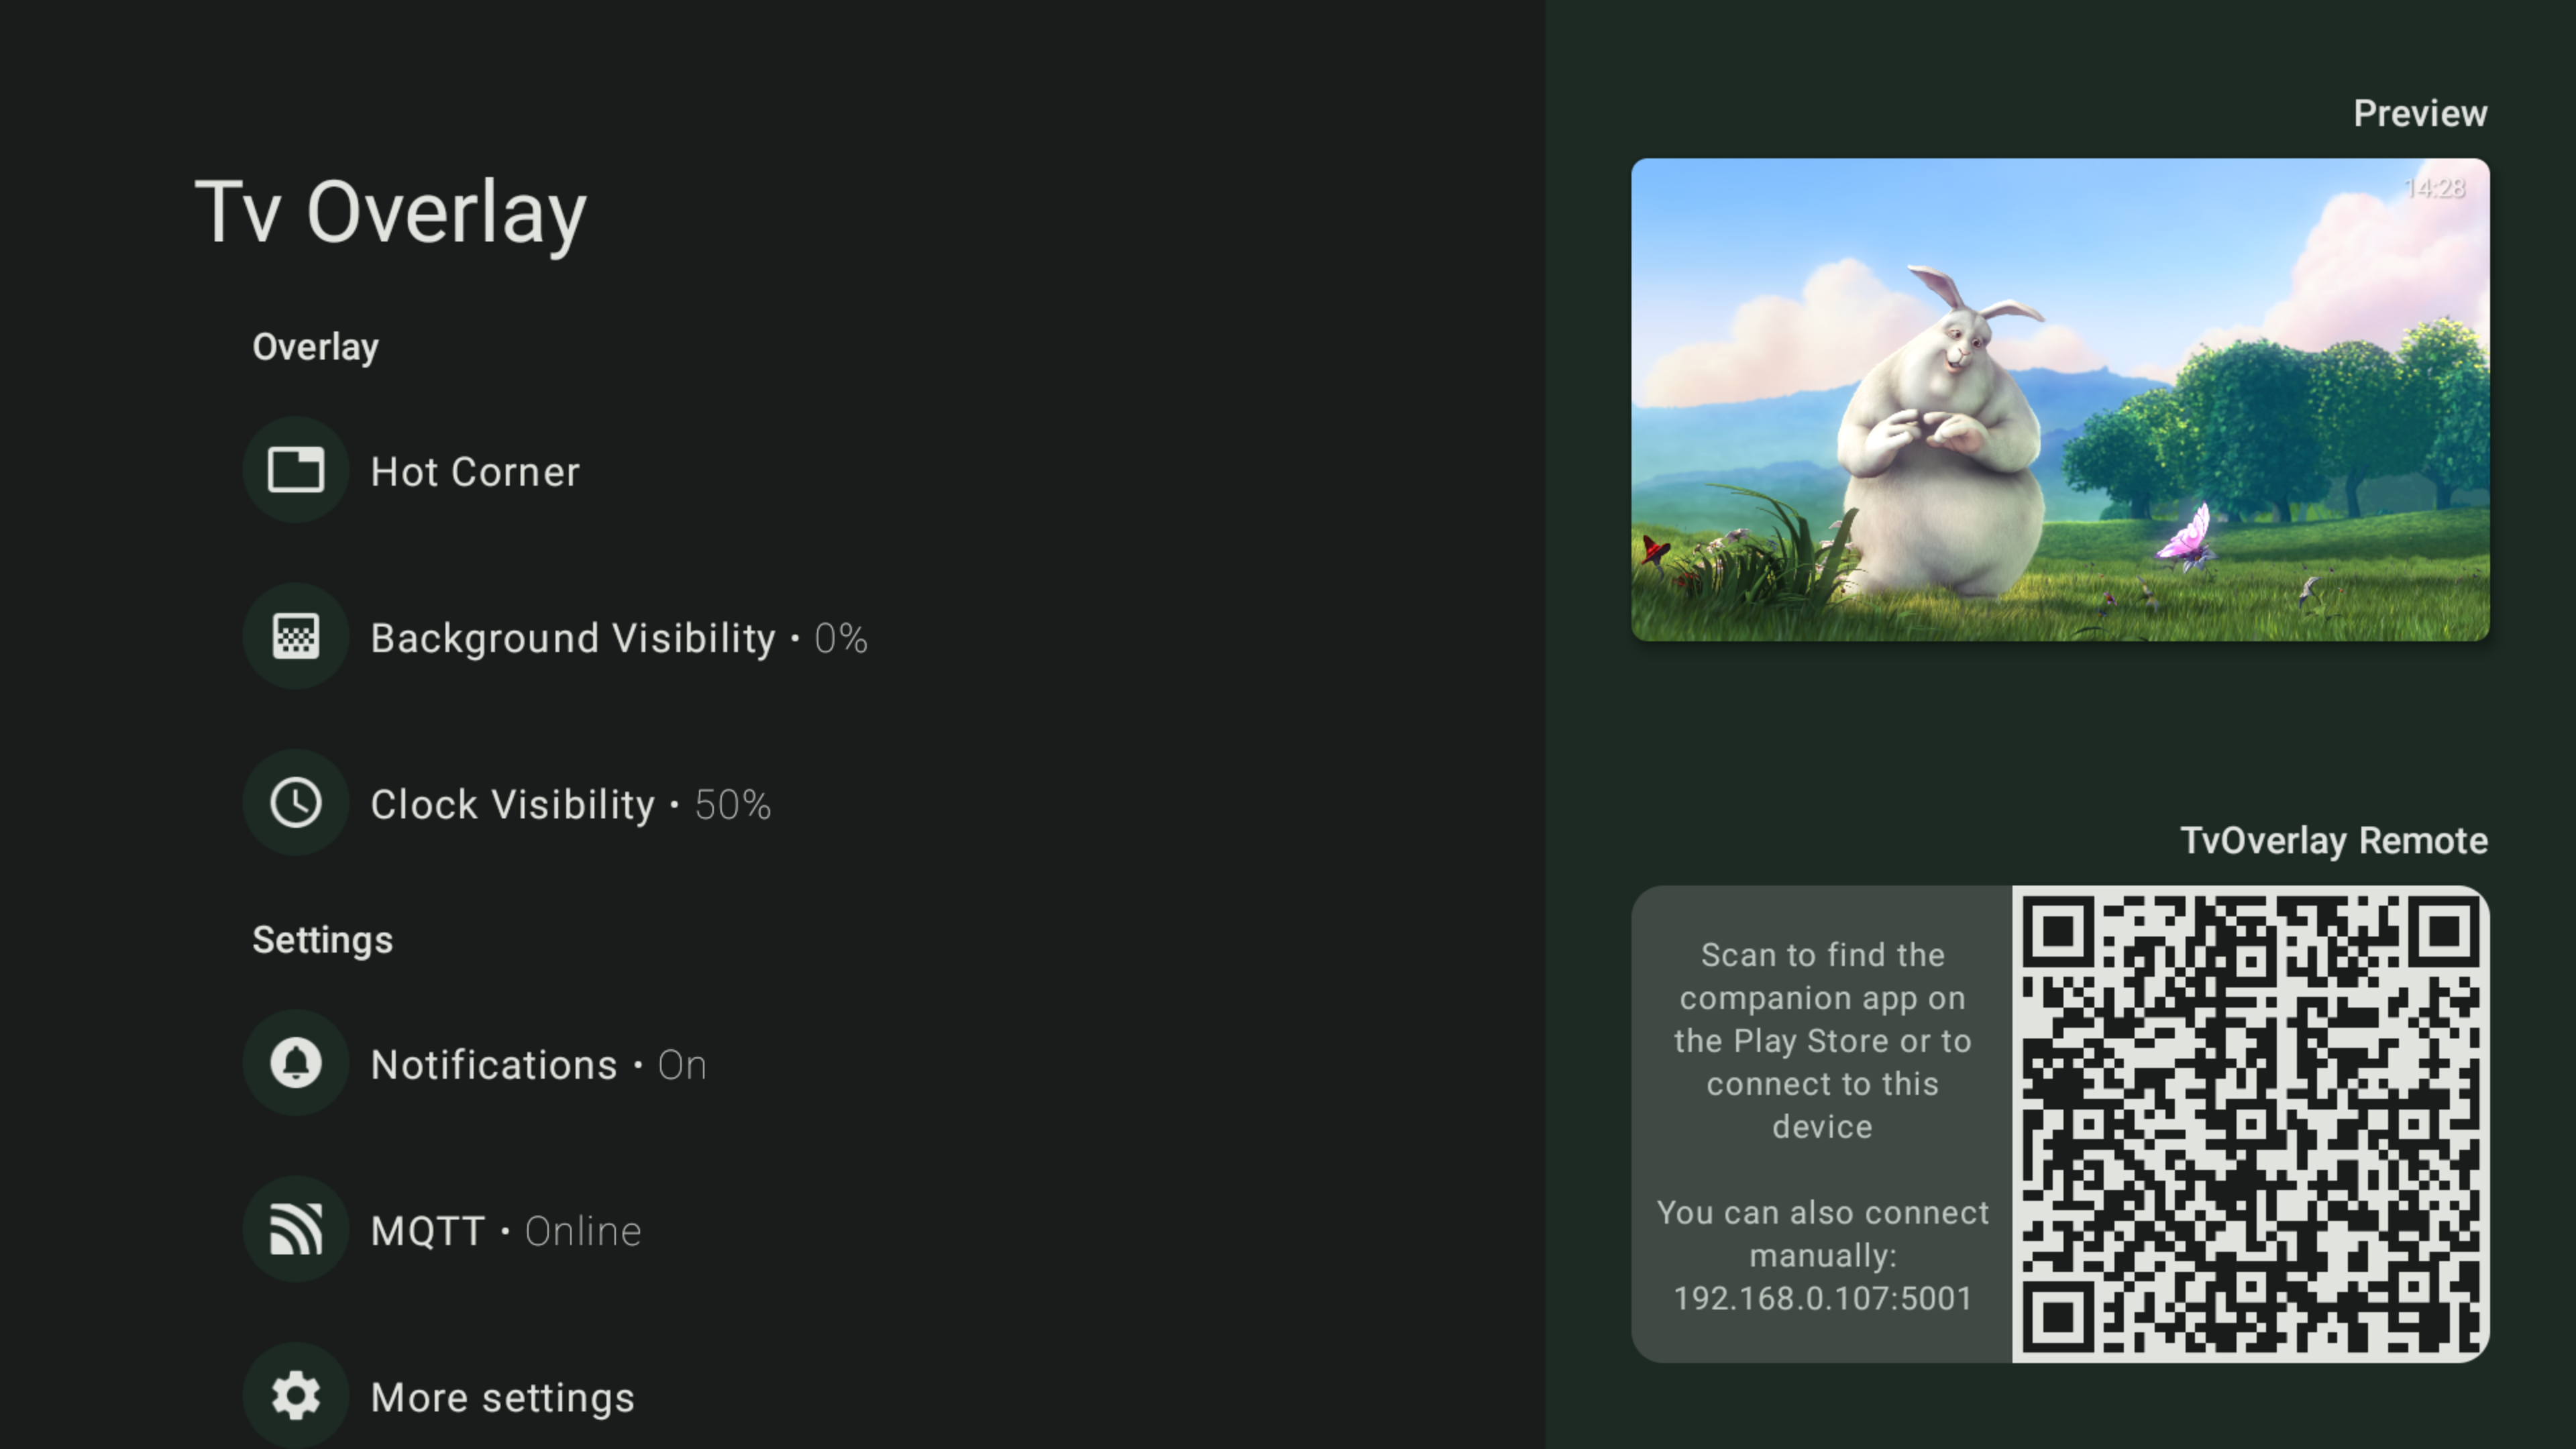 Tv Overlay
Overlay
Hot Corner
Background Visibility • 0%
Clock Visibility • 50%
Settings
Notifications • On
MQTT • Online
More settings
Preview
14:28
TvOverlay Remote
Scan to find the
companion app on
the Play Store or to
connect to this
device
You can also connect
manually:
192.168.0.107:5001